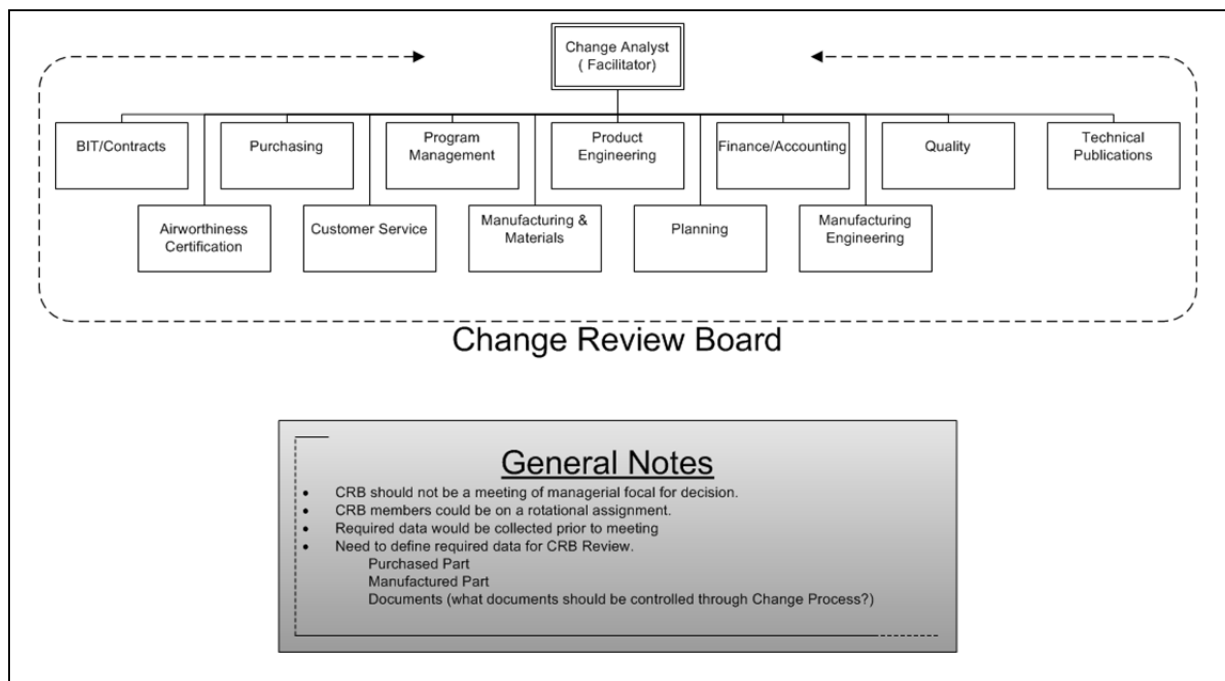 Change Analyst
( Facilitator)
BIT/Contracts
Purchasing
Program
Management
Product
Engineering
Finance/Accounting
Quality
Technical
Publications
Airworthiness
Certification
Customer Service
Manufacturing &
Materials
Planning
Manufacturing
Engineering
Change Review Board
General Notes
• CRB should not be a meeting of managerial focal for decision.
• CRB members could be on a rotational assignment.
• Required data would be collected prior to meeting
• Need to define required data for CRB Review.
Purchased Part
Manufactured Part
Documents (what documents should be controlled through Change Process?)